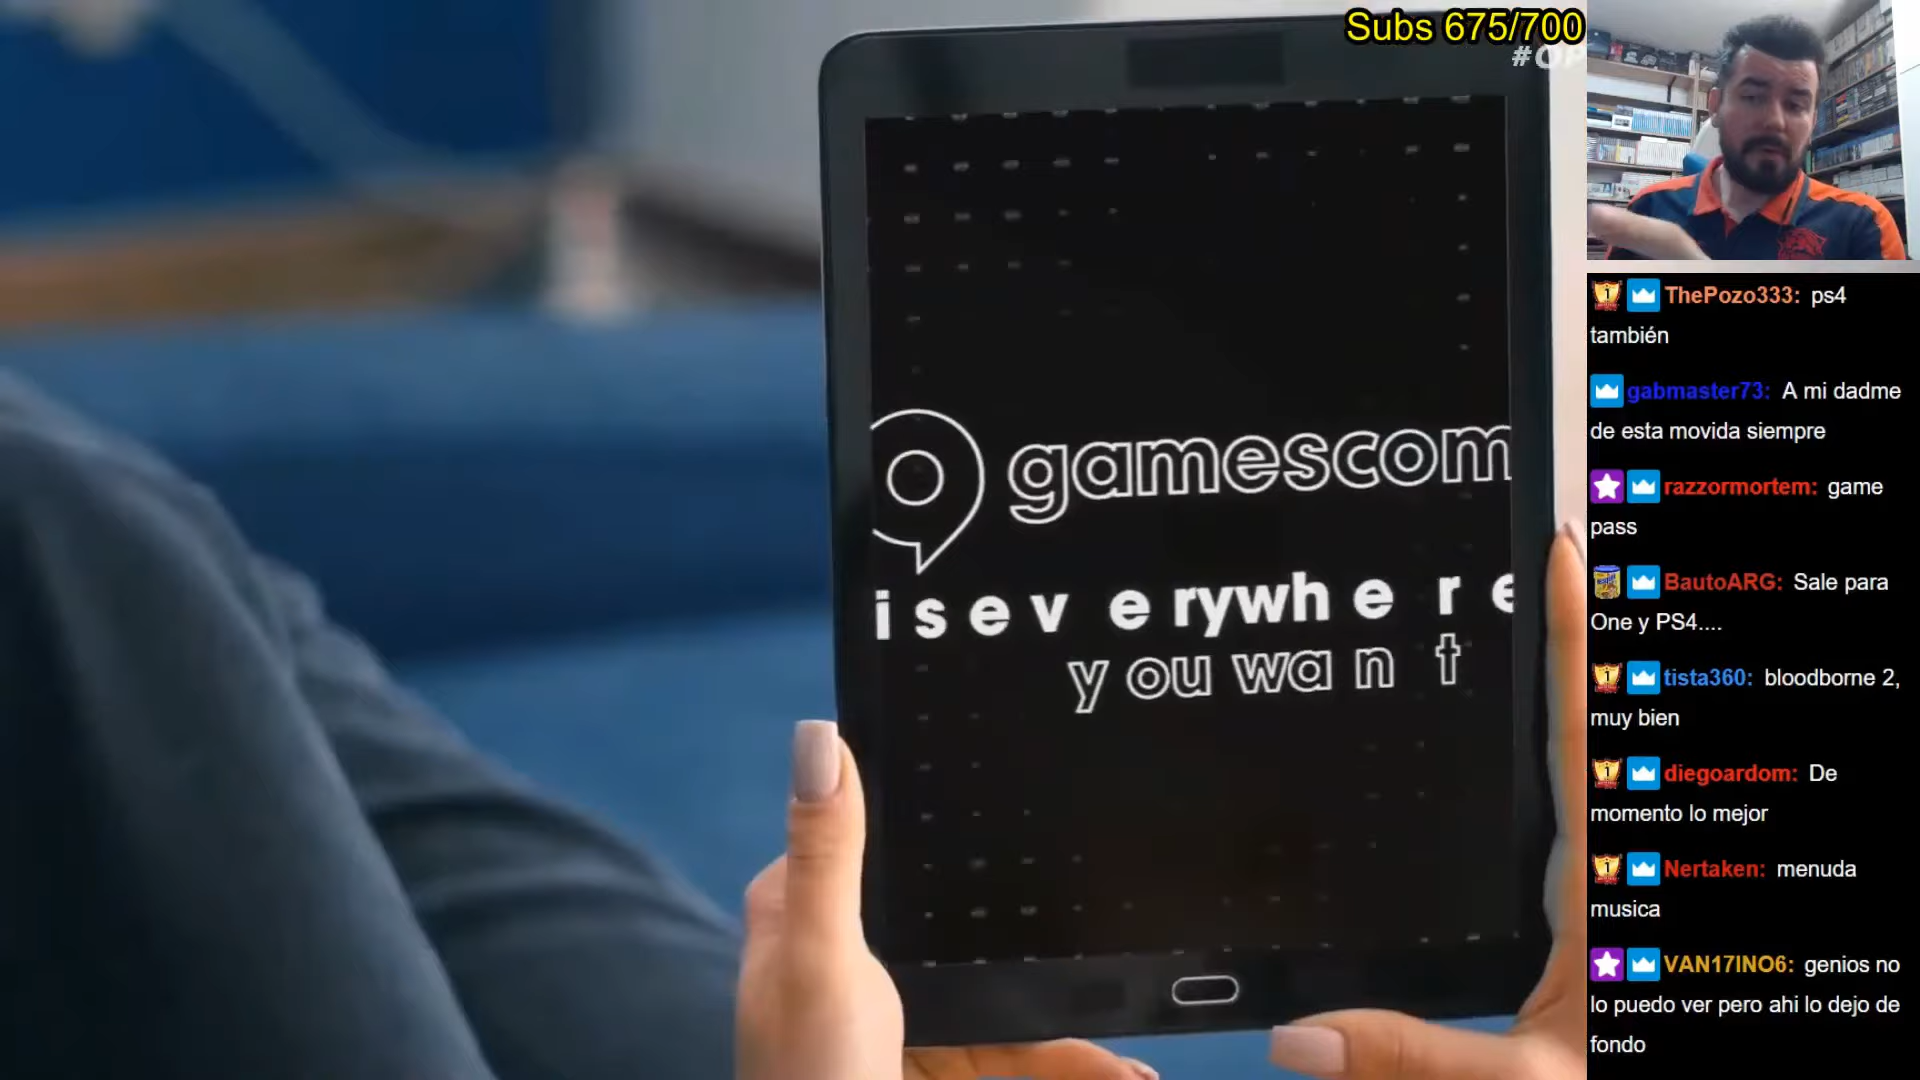 Subs 675/700
#OP
gamescom
iseverywhere
you want
ThePozo333: ps4
también
gabmaster73: A mi dadme
de esta movida siempre
razzormortem: game
pass
BautoARG: Sale para
One y PS4....
tista360: bloodborne 2,
muy bien
diegoardom: De
momento lo mejor
Nertaken: menuda
musica
VAN17INO6: genios no
lo puedo ver pero ahi lo dejo de
fondo